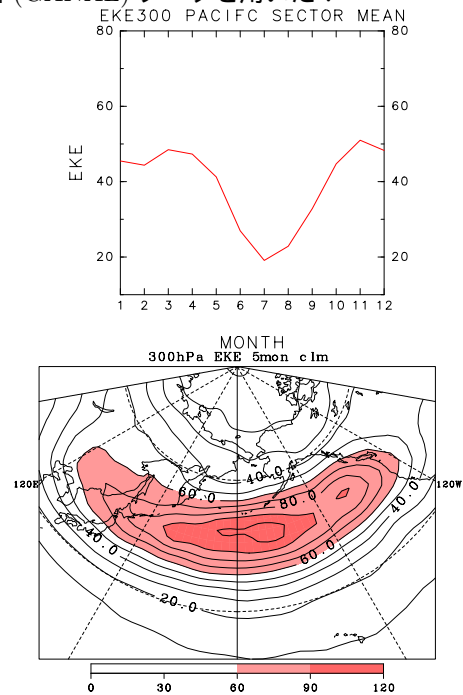 EKE300 PACIFC SECTOR MEAN
80 80
60 60
EKE
40 40
20 20
1 2 3 4 5 6 7 8 9 10 11 12
MONTH
300hPa EKE 5mon clm
120E 120W
60.0 40.0 80.0 40.0
40.0 60.0
20.0
0 30 60 90 120